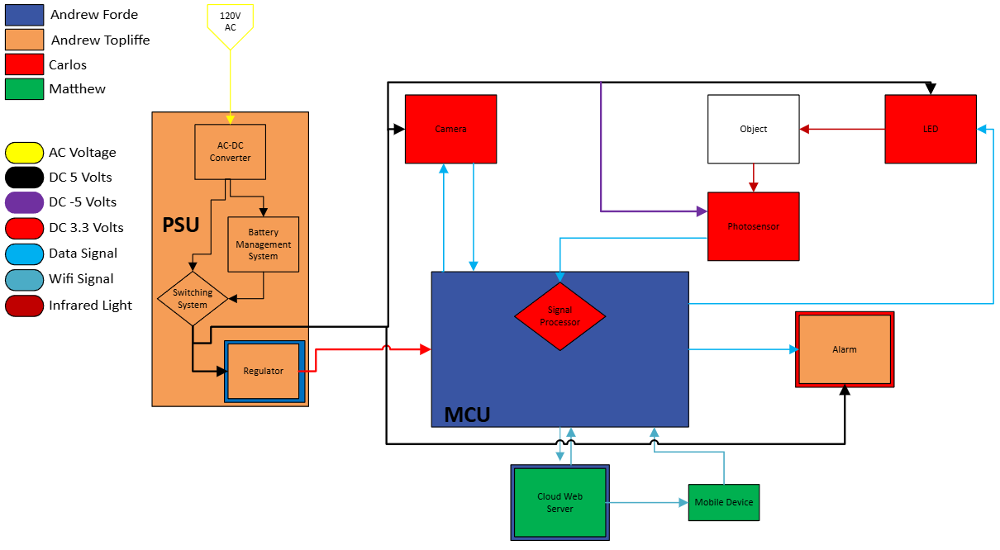 Andrew Forde
Andrew Topliffe
Carlos
Matthew
AC Voltage
DC 5 Volts
DC -5 Volts
DC 3.3 Volts
Data Signal
Wifi Signal
Infrared Light
120V
AC
PSU
AC-DC
Converter
Battery
Management
System
Switching
System
Regulator
Camera
Object
LED
Photosensor
Signal
Processor
MCU
Alarm
Cloud Web
Server
Mobile Device